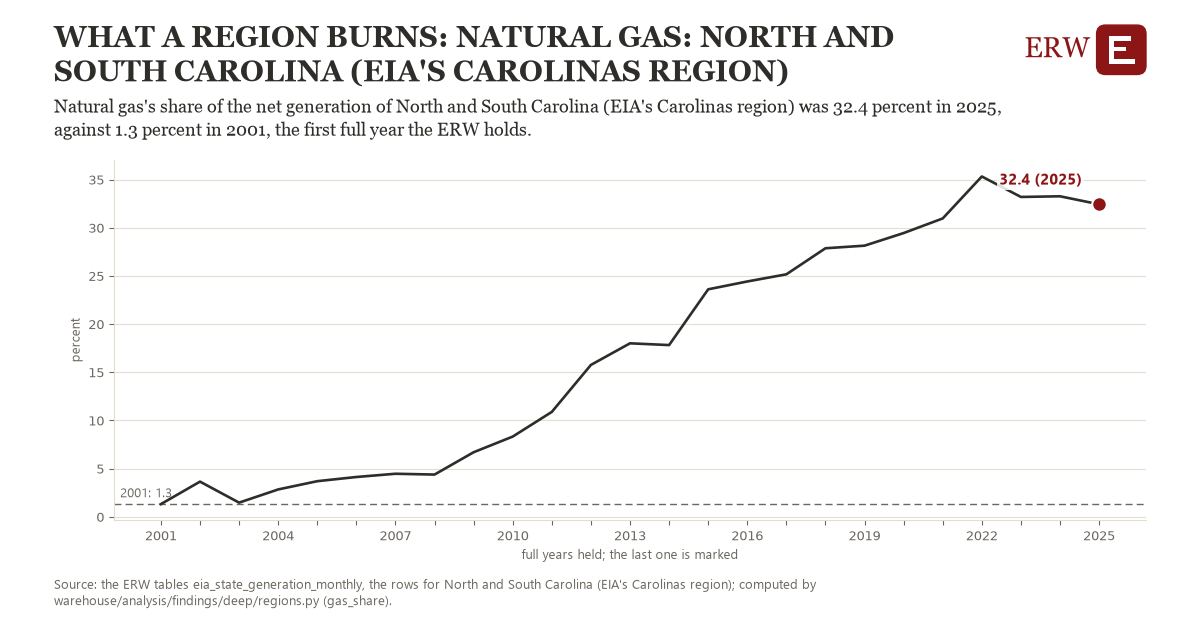 WHAT A REGION BURNS: NATURAL GAS: NORTH AND
SOUTH CAROLINA (EIA'S CAROLINAS REGION)
ERW E
Natural gas's share of the net generation of North and South Carolina (EIA's Carolinas region) was 32.4 percent in 2025,
against 1.3 percent in 2001, the first full year the ERW holds.
35
30
25
20
15
10
5
0
percent
32.4 (2025)
2001: 1.3
2001 2004 2007 2010 2013 2016 2019 2022 2025
full years held; the last one is marked
Source: the ERW tables eia_state_generation_monthly, the rows for North and South Carolina (EIA's Carolinas region); computed by
warehouse/analysis/findings/deep/regions.py (gas_share).